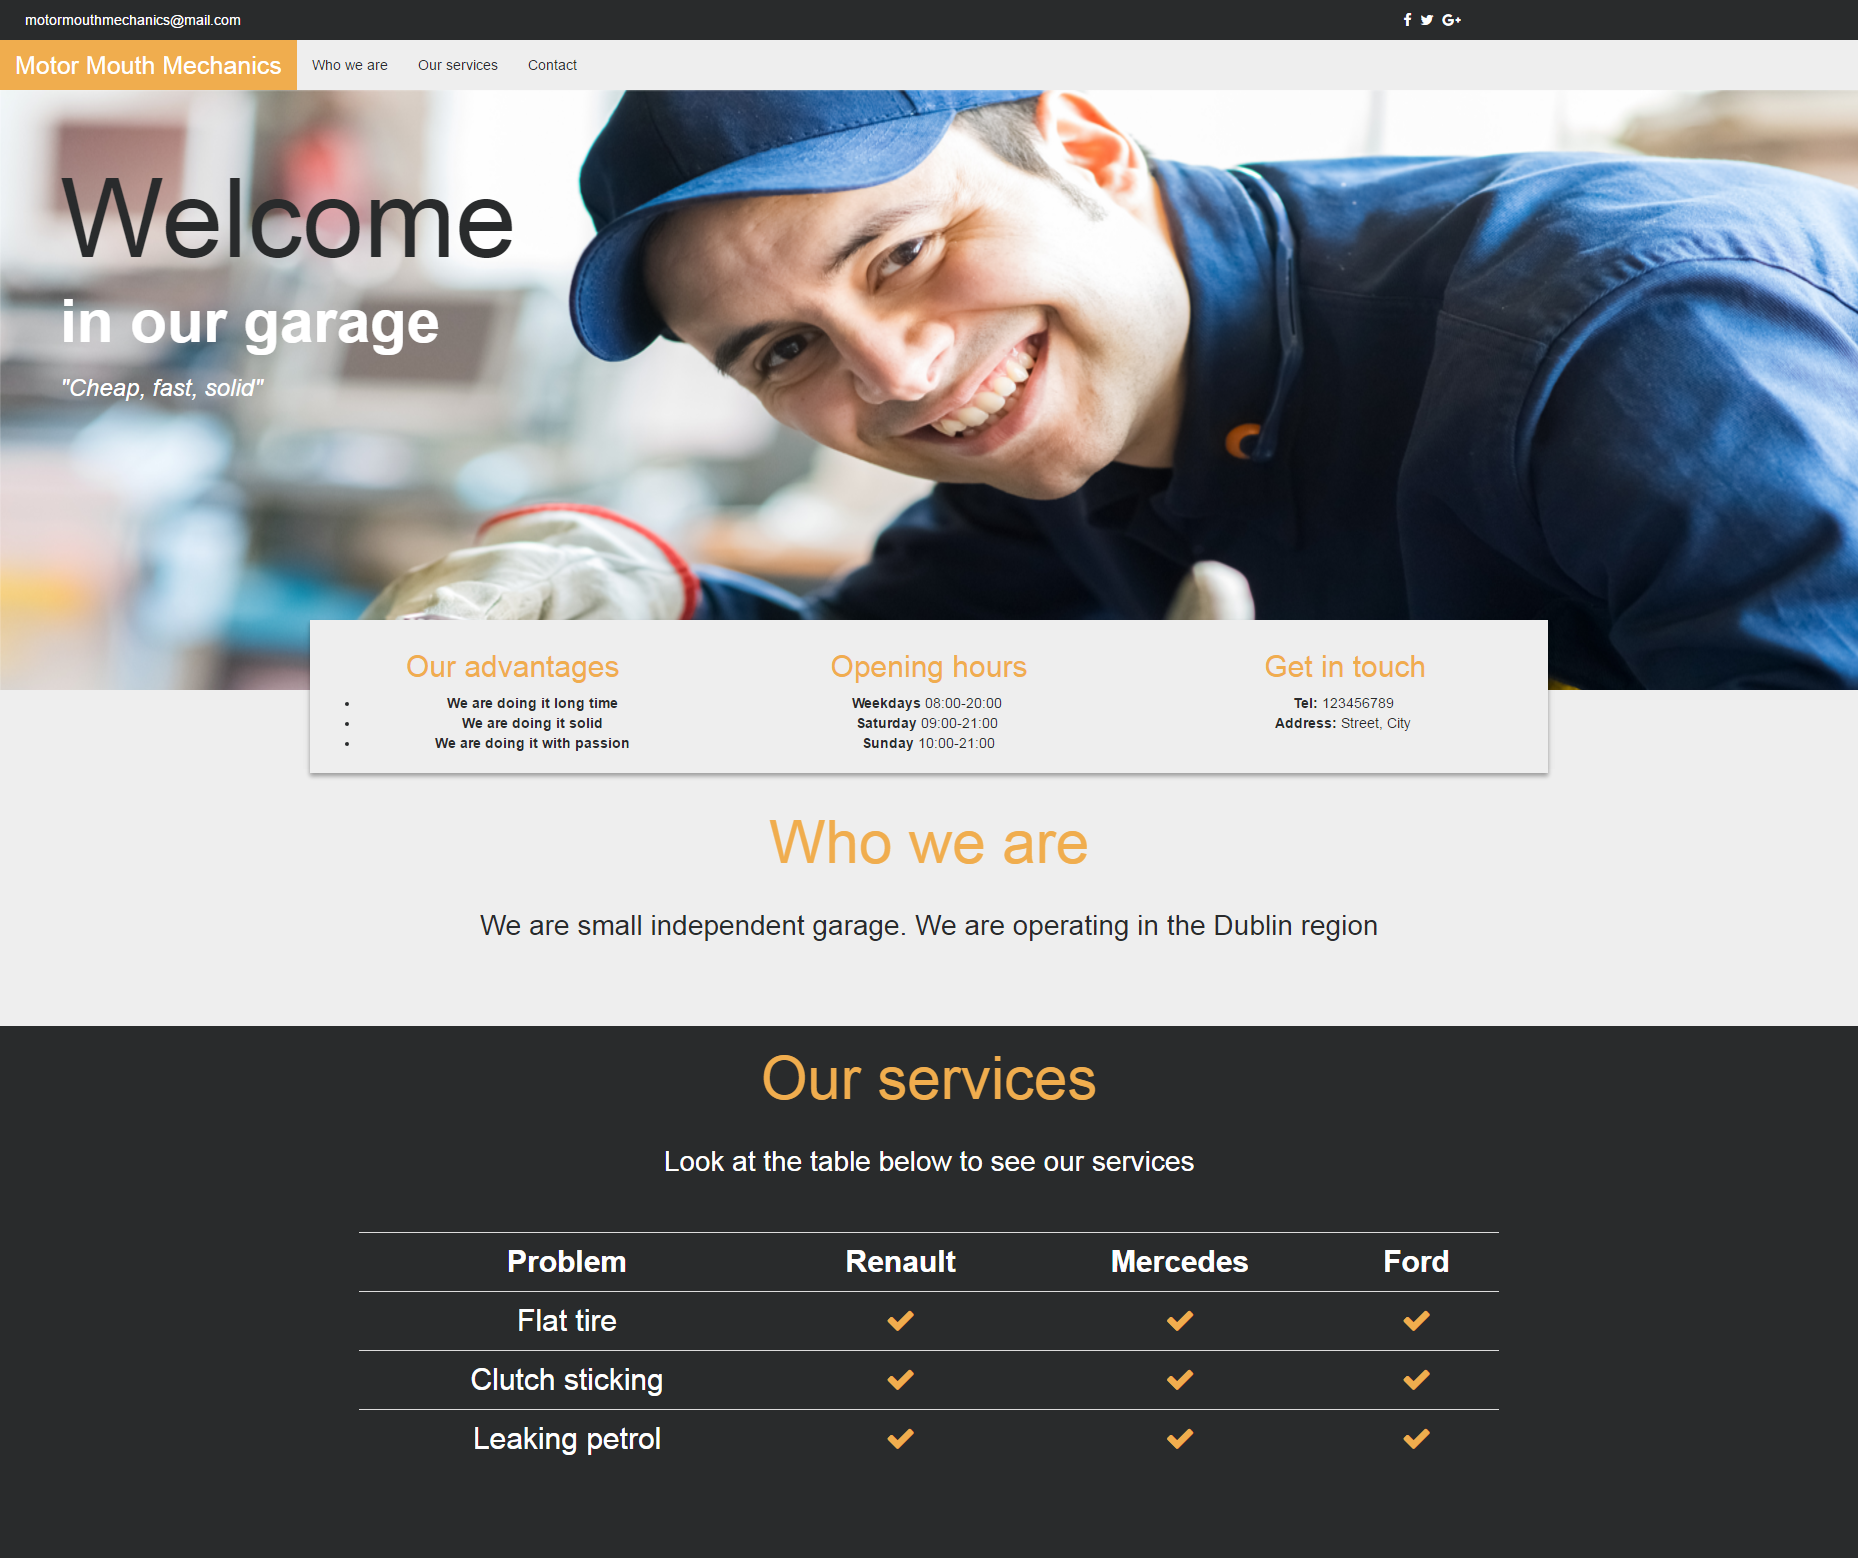 motormouthmechanics@mail.com
Motor Mouth Mechanics Who we are Our services Contact
Welcome
in our garage
"Cheap, fast, solid"
Our advantages
We are doing it long time
We are doing it solid
We are doing it with passion
Opening hours
Weekdays 08:00-20:00
Saturday 09:00-21:00
Sunday 10:00-21:00
Get in touch
Tel: 123456789
Address: Street, City
Who we are
We are small independent garage. We are operating in the Dublin region
Our services
Look at the table below to see our services
Problem Renault Mercedes Ford
Flat tire
Clutch sticking
Leaking petrol